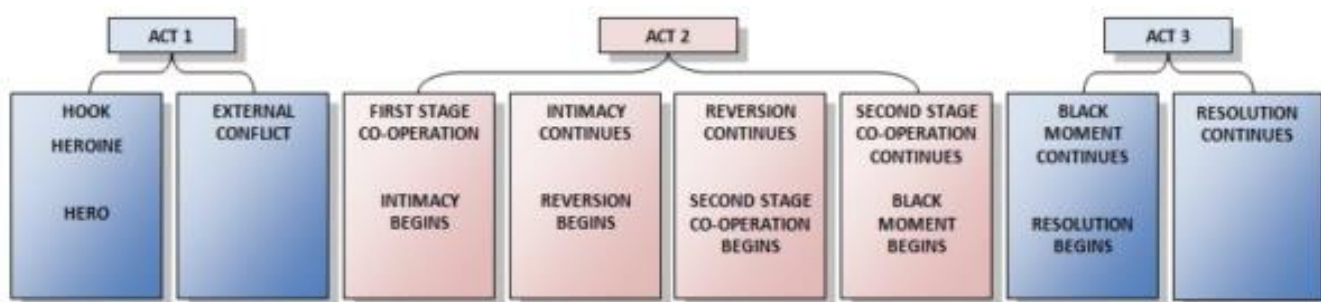 ACT 1
ACT 2
ACT 3
HOOK
HEROINE
HERO
EXTERNAL
CONFLICT
FIRST STAGE
CO-OPERATION
INTIMACY
BEGINS
INTIMACY
CONTINUES
REVERSION
BEGINS
REVERSION
CONTINUES
SECOND STAGE
CO-OPERATION
BEGINS
SECOND STAGE
CO-OPERATION
CONTINUES
BLACK
MOMENT
BEGINS
BLACK
MOMENT
CONTINUES
RESOLUTION
BEGINS
RESOLUTION
CONTINUES